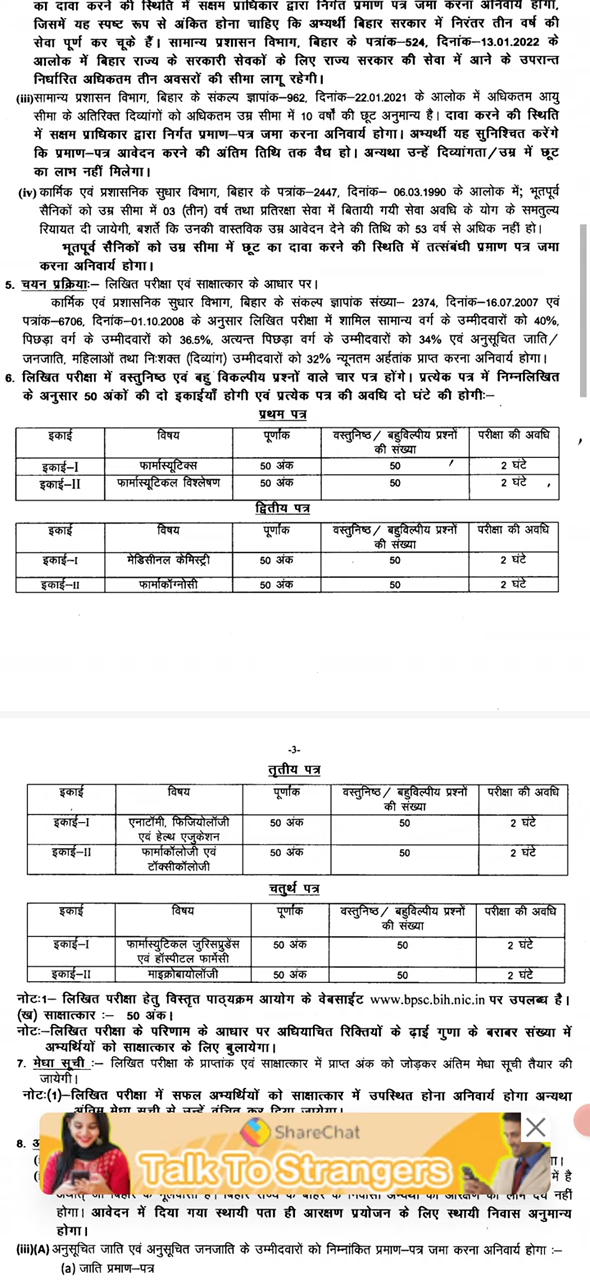 का दावा करने की स्थिति में सक्षम प्राधिकार द्वारा निर्गत प्रमाण पत्र जमा करना अनिवार्य होगा,
जिसमें यह स्पष्ट रूप से अंकित होना चाहिए कि अभ्यर्थी बिहार सरकार में निरंतर तीन वर्ष की
सेवा पूर्ण कर चूके हैं। सामान्य प्रशासन विभाग, बिहार के पत्रांक–524, दिनांक–13.01.2022 के
आलोक में बिहार राज्य के सरकारी सेवकों के लिए राज्य सरकार की सेवा में आने के उपरान्त
निर्धारित अधिकतम तीन अवसरों की सीमा लागू रहेगी।
(iii)सामान्य प्रशासन विभाग, बिहार के संकल्प ज्ञापांक–962, दिनांक–22.01.2021 के आलोक में अधिकतम आयु
सीमा के अतिरिक्त दिव्यांगों को अधिकतम उम्र सीमा में 10 वर्षों की छूट अनुमान्य है। दावा करने की स्थिति
में सक्षम प्राधिकार द्वारा निर्गत प्रमाण–पत्र जमा करना अनिवार्य होगा। अभ्यर्थी यह सुनिश्चित करेंगे
कि प्रमाण–पत्र आवेदन करने की अंतिम तिथि तक वैध हो। अन्यथा उन्हें दिव्यांगता/उम्र में छूट
का लाभ नहीं मिलेगा।
(iv) कार्मिक एवं प्रशासनिक सुधार विभाग, बिहार के पत्रांक–2447, दिनांक– 06.03.1990 के आलोक में; भूतपूर्व
सैनिकों को उम्र सीमा में 03 (तीन) वर्ष तथा प्रतिरक्षा सेवा में बितायी गयी सेवा अवधि के योग के समतुल्य
रियायत दी जायेगी, बशर्ते कि उनकी वास्तविक उम्र आवेदन देने की तिथि को 53 वर्ष से अधिक नहीं हो।
भूतपूर्व सैनिकों को उम्र सीमा में छूट का दावा करने की स्थिति में तत्संबंधी प्रमाण पत्र जमा
करना अनिवार्य होगा।
5. चयन प्रक्रियाः– लिखित परीक्षा एवं साक्षात्कार के आधार पर।
कार्मिक एवं प्रशासनिक सुधार विभाग, बिहार के संकल्प ज्ञापांक संख्या– 2374, दिनांक–16.07.2007 एवं
पत्रांक–6706, दिनांक–01.10.2008 के अनुसार लिखित परीक्षा में शामिल सामान्य वर्ग के उम्मीदवारों को 40%,
पिछड़ा वर्ग के उम्मीदवारों को 36.5%, अत्यन्त पिछड़ा वर्ग के उम्मीदवारों को 34% एवं अनुसूचित जाति/
जनजाति, महिलाओं तथा निःशक्त (दिव्यांग) उम्मीदवारों को 32% न्यूनतम अर्हतांक प्राप्त करना अनिवार्य होगा।
6. लिखित परीक्षा में वस्तुनिष्ठ एवं बहु विकल्पीय प्रश्नों वाले चार पत्र होंगे। प्रत्येक पत्र में निम्नलिखित
के अनुसार 50 अंकों की दो इकाईयाँ होगी एवं प्रत्येक पत्र की अवधि दो घंटे की होगीः–
प्रथम पत्र
इकाई विषय पूर्णांक वस्तुनिष्ठ/ बहुविल्पीय प्रश्नों परीक्षा की अवधि
की संख्या
इकाई–I फार्मास्यूटिक्स 50 अंक 50 2 घंटे
इकाई–II फार्मास्यूटिकल विश्लेषण 50 अंक 50 2 घंटे
द्वितीय पत्र
इकाई विषय पूर्णांक वस्तुनिष्ठ/ बहुविल्पीय प्रश्नों परीक्षा की अवधि
की संख्या
इकाई–I मेडिसीनल केमिस्ट्री 50 अंक 50 2 घंटे
इकाई–II फार्माकॉग्नोसी 50 अंक 50 2 घंटे
-3-
तृतीय पत्र
इकाई विषय पूर्णांक वस्तुनिष्ठ/ बहुविल्पीय प्रश्नों परीक्षा की अवधि
की संख्या
इकाई–I एनाटॉमी, फिजियोलॉजी 50 अंक 50 2 घंटे
एवं हेल्थ एजुकेशन
इकाई–II फार्माकॉलोजी एवं 50 अंक 50 2 घंटे
टॉक्सीकॉलोजी
चतुर्थ पत्र
इकाई विषय पूर्णांक वस्तुनिष्ठ/ बहुविल्पीय प्रश्नों परीक्षा की अवधि
की संख्या
इकाई–I फार्मास्युटिकल जुरिसप्रुडेंस 50 अंक 50 2 घंटे
एवं हॉस्पीटल फार्मेसी
इकाई–II माइक्रोबायोलॉजी 50 अंक 50 2 घंटे
नोटः1– लिखित परीक्षा हेतु विस्तृत पाठ्यक्रम आयोग के वेबसाईट www.bpsc.bih.nic.in पर उपलब्ध है।
(ख) साक्षात्कार :– 50 अंक।
नोटः–लिखित परीक्षा के परिणाम के आधार पर अधियाचित रिक्तियों के ढ़ाई गुणा के बराबर संख्या में
अभ्यर्थियों को साक्षात्कार के लिए बुलायेगा।
7. मेधा सूची :– लिखित परीक्षा के प्राप्तांक एवं साक्षात्कार में प्राप्त अंक को जोड़कर अंतिम मेधा सूची तैयार की
जायेगी।
नोटः(1)–लिखित परीक्षा में सफल अभ्यर्थियों को साक्षात्कार में उपस्थित होना अनिवार्य होगा अन्यथा
अंतिम मेधा सूची से उन्हें वंचित कर दिया जायेगा।
ShareChat
8.
Talk To Strangers
में है
अर्थात् जो बिहार के मूलवासी हैं। बिहार राज्य के बाहर के निवासी अभ्यर्थी को आरक्षण का लाभ देय नहीं
होगा। आवेदन में दिया गया स्थायी पता ही आरक्षण प्रयोजन के लिए स्थायी निवास अनुमान्य
होगा।
(iii)(A) अनुसूचित जाति एवं अनुसूचित जनजाति के उम्मीदवारों को निम्नांकित प्रमाण–पत्र जमा करना अनिवार्य होगा :–
(a) जाति प्रमाण–पत्र